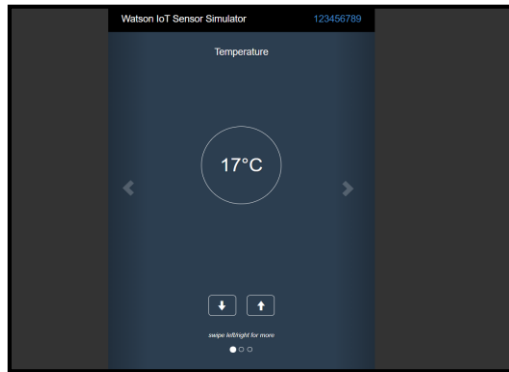 Watson IoT Sensor Simulator 123456789
Temperature
17°C
swipe left/right for more